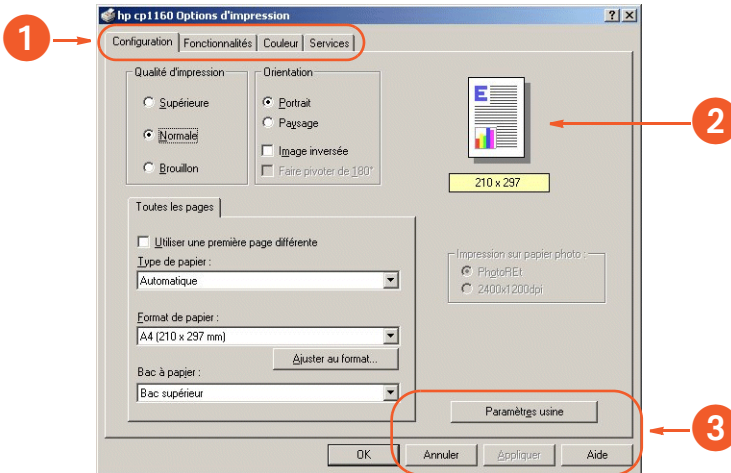 hp cp1160 Options d'impression
1
Configuration Fonctionnalités Couleur Services
Qualité d'impression
Supérieure
Normale
Brouillon
Orientation
Portrait
Paysage
Image inversée
Faire pivoter de 180°
E
2
210 x 297
Toutes les pages
Utiliser une première page différente
Type de papier :
Automatique
Format de papier :
A4 (210 x 297 mm)
Ajuster au format...
Bac à papier :
Bac supérieur
Impression sur papier photo :
PhotoREt
2400x1200dpi
Paramètres usine
3
OK Annuler Appliquer Aide